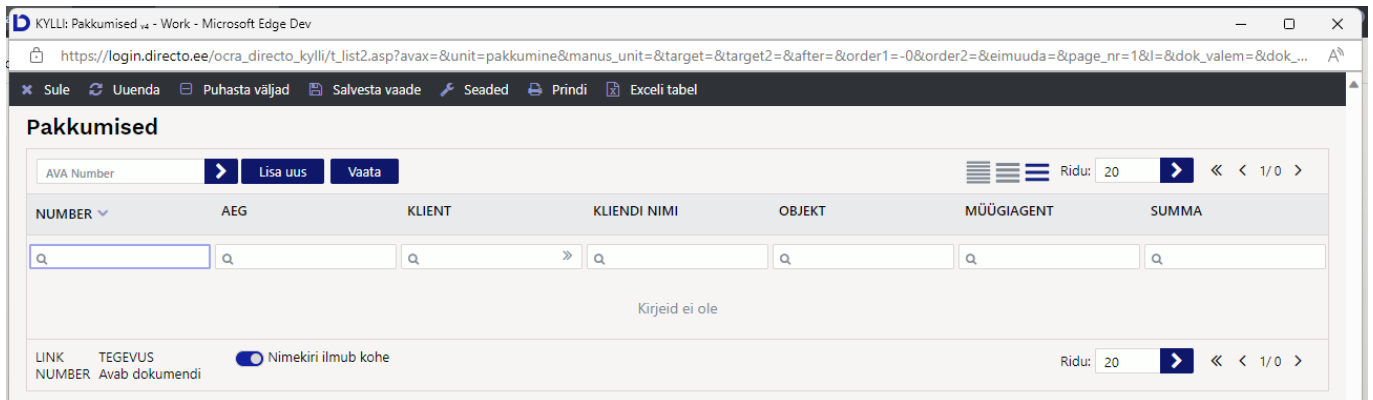 KYLLI: Pakkumised v4 - Work - Microsoft Edge Dev
https://login.directo.ee/ocra_directo_kylli/t_list2.asp?avax=&unit=pakkumine&manus_unit=&target=&target2=&after=&order1=-0&order2=&eimuuda=&page_nr=1&l=&dok_valem=&dok_...
Sule Uuenda Puhasta väljad Salvesta vaade Seaded Prindi Exceli tabel
Pakkumised
AVA Number Lisa uus Vaata Ridu: 20 1/ 0
NUMBER AEG KLIENT KLIENDI NIMI OBJEKT MÜÜGIAGENT SUMMA
Kirjeid ei ole
LINK TEGEVUS Nimekiri ilmub kohe Ridu: 20 1/ 0
NUMBER Avab dokumendi